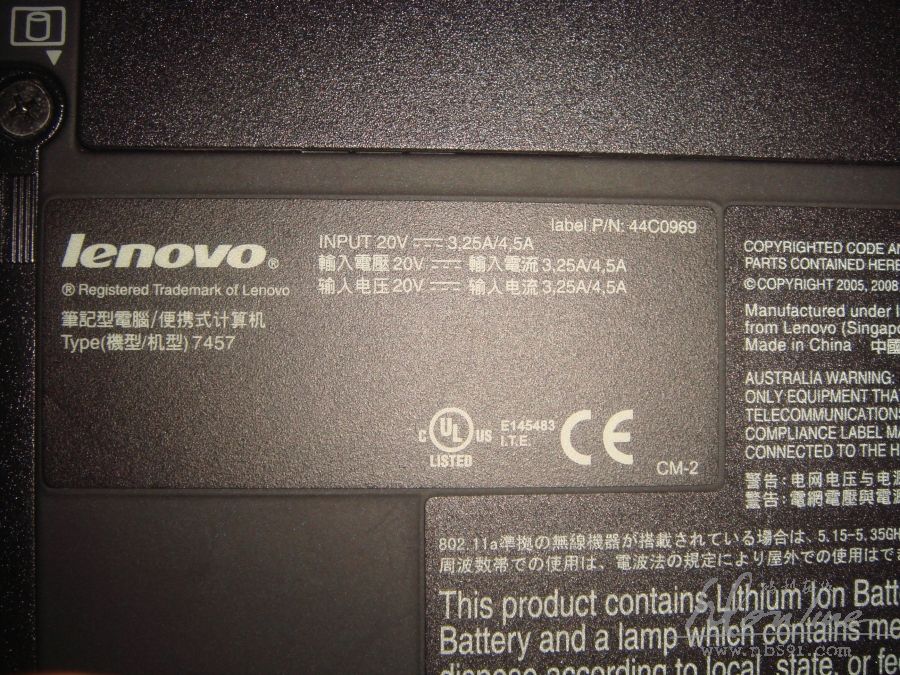 lenovo®
® Registered Trademark of Lenovo
筆記型電腦/便携式计算机
Type(機型/机型) 7457
INPUT 20V ⎓ 3,25A/4,5A
輸入電壓 20V ⎓ 輸入電流 3,25A/4,5A
输入电压 20V ⎓ 输入电流 3,25A/4,5A
label P/N: 44C0969
C UL US
LISTED
E145483
I.T.E.
CE
CM-2
COPYRIGHTED CODE
PARTS CONTAINED HERE
©COPYRIGHT 2005, 2008
Manufactured under
from Lenovo (Singapo
Made in China 中國
AUSTRALIA WARNING:
ONLY EQUIPMENT THA
TELECOMMUNICATIONS
COMPLIANCE LABEL MA
CONNECTED TO THE H
警告: 电网电压与电
警告: 電網電壓與電
802.11a準拠の無線機器が搭載されている場合は、5.15-5.35GH
周波数帯での使用は、電波法の規定により屋外での使用はで
This product contains Lithium Ion Batt
Battery and a lamp which contains me
dispose according to local, state, or fe
online
www.nbs91.com